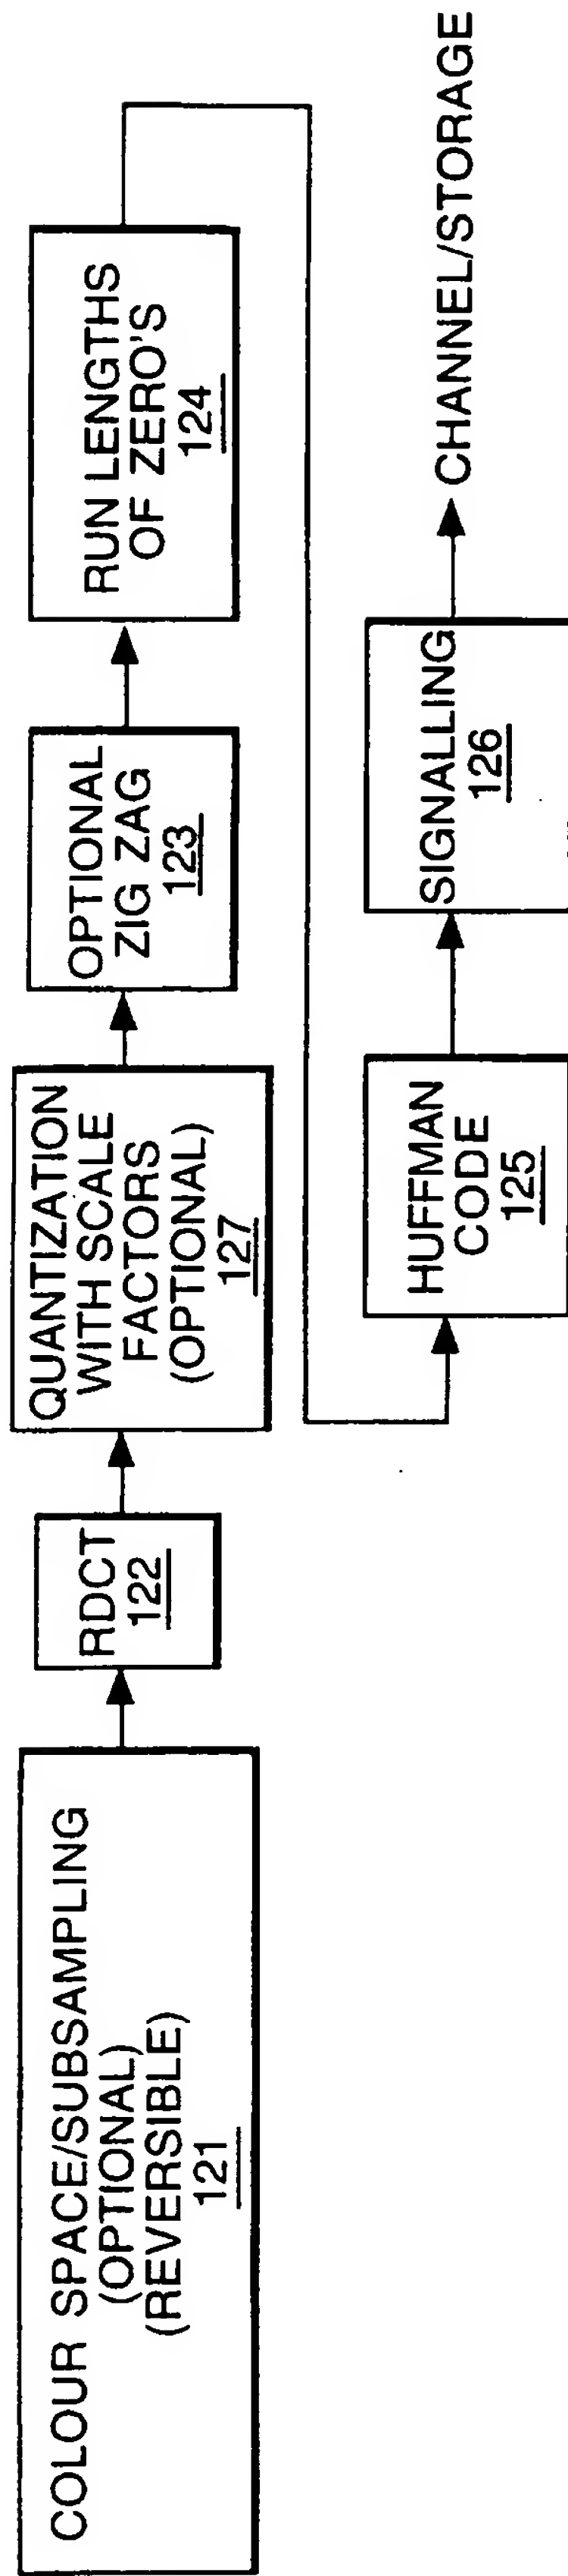 COLOUR SPACE/SUBSAMPLING
(OPTIONAL)
(REVERSIBLE)
121
RDCT
122
QUANTIZATION
WITH SCALE
FACTORS
(OPTIONAL)
127
OPTIONAL
ZIG ZAG
123
RUN LENGTHS
OF ZERO'S
124
HUFFMAN
CODE
125
SIGNALLING
126
CHANNEL/STORAGE